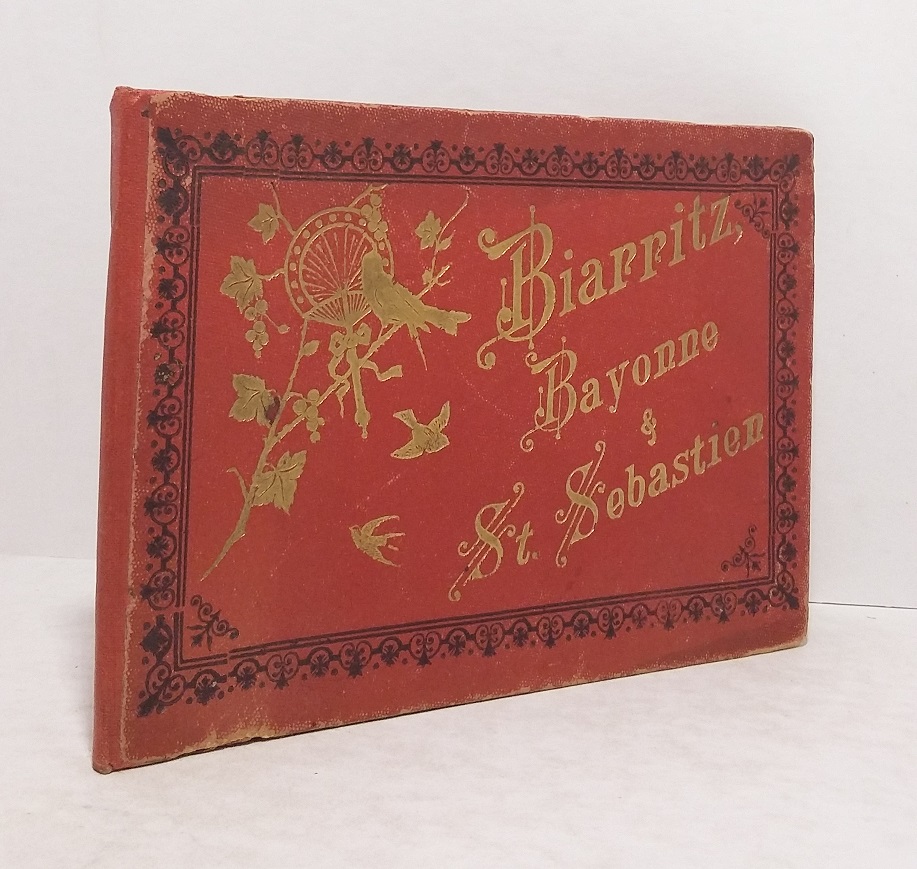 Biarritz,
Bayonne
&
St. Sebastien